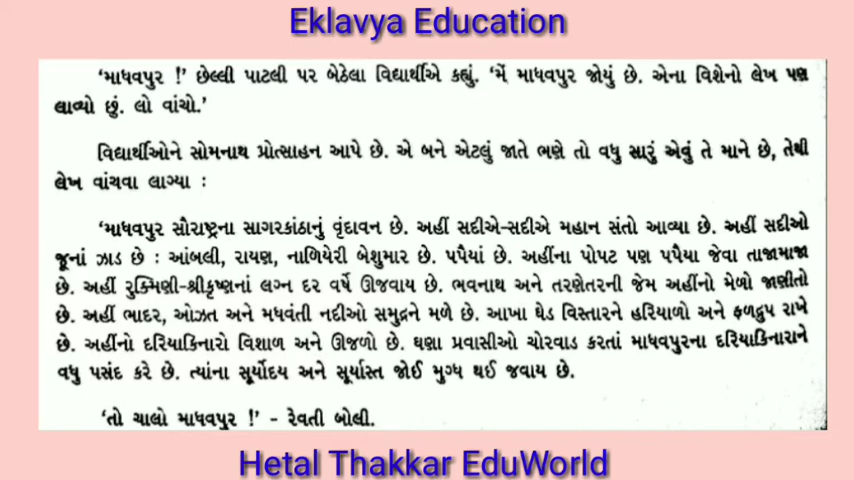 Eklavya Education
‘માધવપુર !’ છેલ્લી પાટલી પર બેઠેલા વિદ્યાર્થીએ કહ્યું. ‘મેં માધવપુર જોયું છે. એના વિશેનો લેખ પણ
લાવ્યો છું. લો વાંચો.’
વિદ્યાર્થીઓને સોમનાથ પ્રોત્સાહન આપે છે. એ બને એટલું જાતે ભણે તો વધુ સારું એવું તે માને છે, તેથી
લેખ વાંચવા લાગ્યા :
‘માધવપુર સૌરાષ્ટ્રના સાગરકાંઠાનું વૃંદાવન છે. અહીં સદીએ-સદીએ મહાન સંતો આવ્યા છે. અહીં સદીઓ
જૂનાં ઝાડ છે : આંબલી, રાયણ, નાળિયેરી બેશુમાર છે. પપૈયાં છે. અહીંના પોપટ પણ પપૈયા જેવા તાજામાજા
છે. અહીં રુક્મિણી-શ્રીકૃષ્ણનાં લગ્ન દર વર્ષે ઊજવાય છે. ભવનાથ અને તરણેતરની જેમ અહીંનો મેળો જાણીતો
છે. અહીં ભાદર, ઓઝત અને મધવંતી નદીઓ સમુદ્રને મળે છે. આખા ઘેડ વિસ્તારને હરિયાળો અને ફળદ્રુપ રાખે
છે. અહીંનો દરિયાકિનારો વિશાળ અને ઊજળો છે. ઘણા પ્રવાસીઓ ચોરવાડ કરતાં માધવપુરના દરિયાકિનારાને
વધુ પસંદ કરે છે. ત્યાંના સૂર્યોદય અને સૂર્યાસ્ત જોઈ મુગ્ધ થઈ જવાય છે.
‘તો ચાલો માધવપુર !’ - રેવતી બોલી.
Hetal Thakkar EduWorld